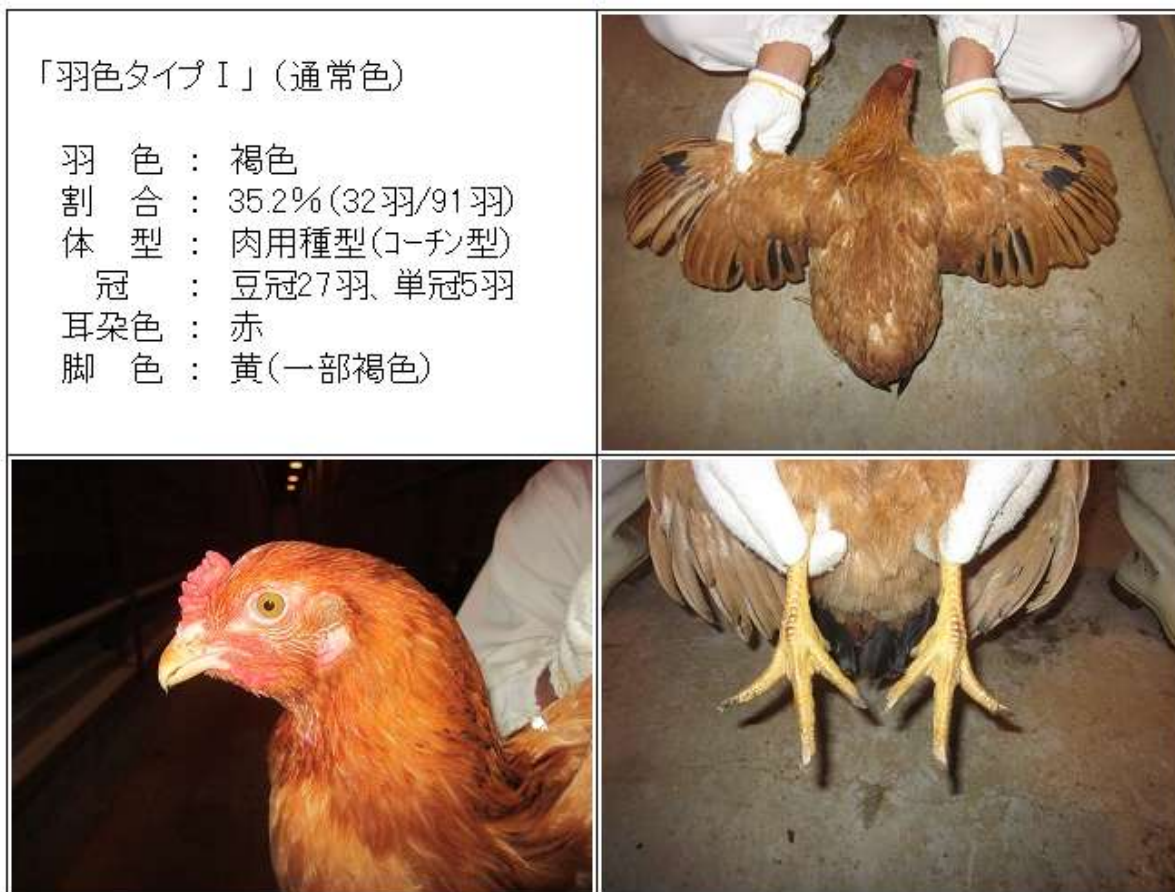 「羽色タイプⅠ」(通常色)
羽　色 : 褐色
割　合 : 35.2%(32羽/91羽)
体　型 : 肉用種型(コーチン型)
冠 : 豆冠27羽、単冠5羽
耳朶色 : 赤
脚　色 : 黄(一部褐色)